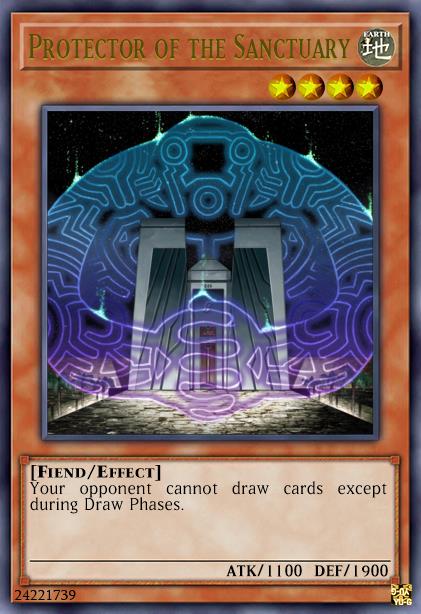 Protector of the Sanctuary
EARTH
地
[Fiend/Effect]
Your opponent cannot draw cards except
during Draw Phases.
ATK/1100 DEF/1900
24221739